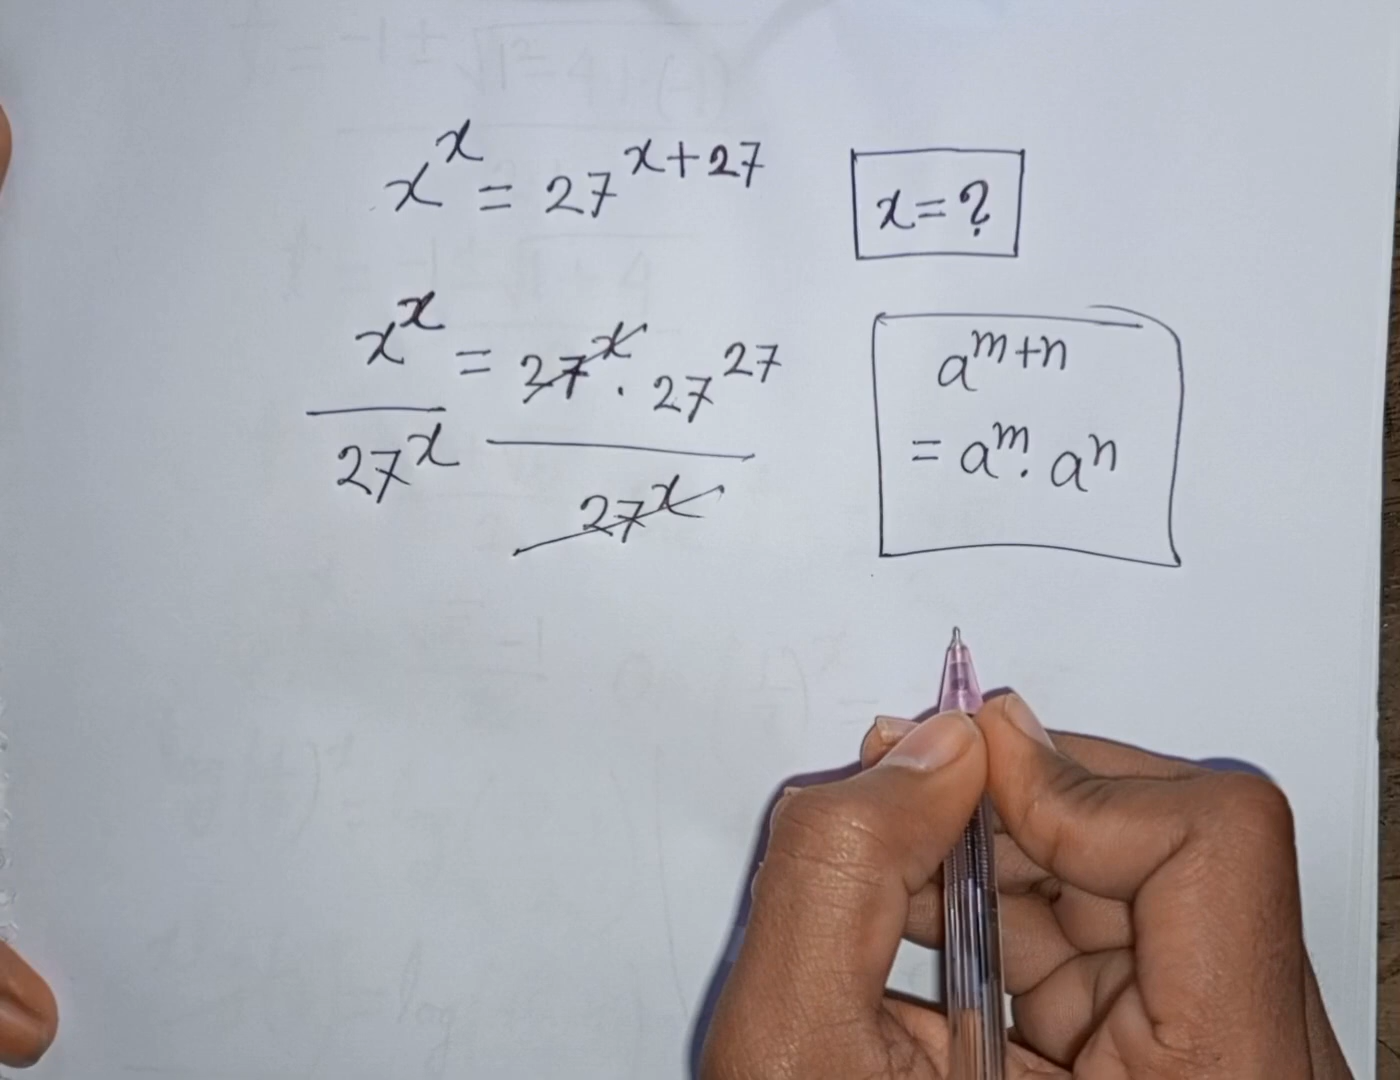 x^x = 27^(x+27)
x = ?
x^x / 27^x = 27^x · 27^27 / 27^x
a^(m+n)
= a^m · a^n